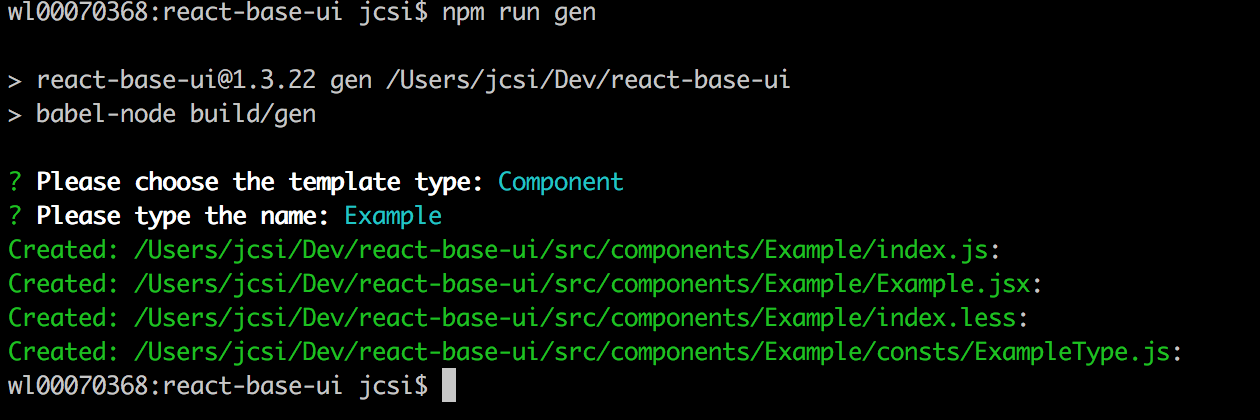 wl00070368:react-base-ui jcsi$ npm run gen
> react-base-ui@1.3.22 gen /Users/jcsi/Dev/react-base-ui
> babel-node build/gen
? Please choose the template type: Component
? Please type the name: Example
Created: /Users/jcsi/Dev/react-base-ui/src/components/Example/index.js:
Created: /Users/jcsi/Dev/react-base-ui/src/components/Example/Example.jsx:
Created: /Users/jcsi/Dev/react-base-ui/src/components/Example/index.less:
Created: /Users/jcsi/Dev/react-base-ui/src/components/Example/consts/ExampleType.js:
wl00070368:react-base-ui jcsi$